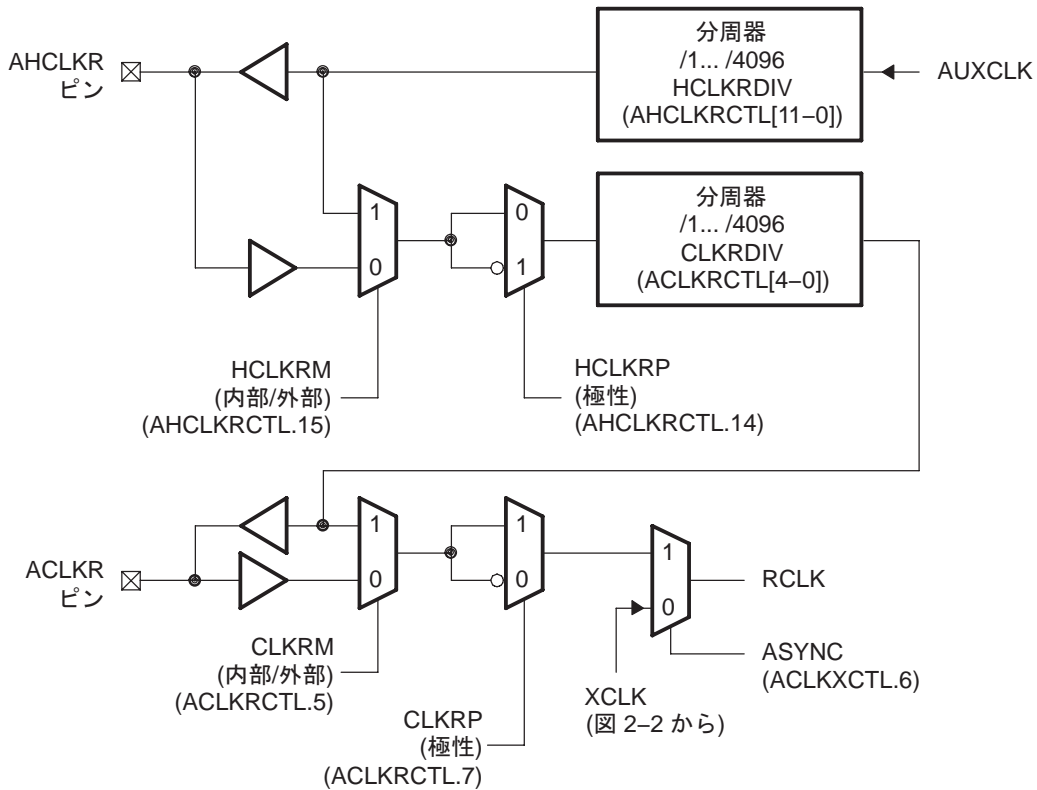 AHCLKR
ピン
分周器
/1... /4096
HCLKRDIV
(AHCLKRCTL[11–0])
AUXCLK
1
0
0
1
分周器
/1... /4096
CLKRDIV
(ACLKRCTL[4–0])
HCLKRM
(内部/外部)
(AHCLKRCTL.15)
HCLKRP
(極性)
(AHCLKRCTL.14)
ACLKR
ピン
1
0
1
0
1
0
RCLK
CLKRM
(内部/外部)
(ACLKRCTL.5)
CLKRP
(極性)
(ACLKRCTL.7)
XCLK
(図 2–2 から)
ASYNC
(ACLKXCTL.6)